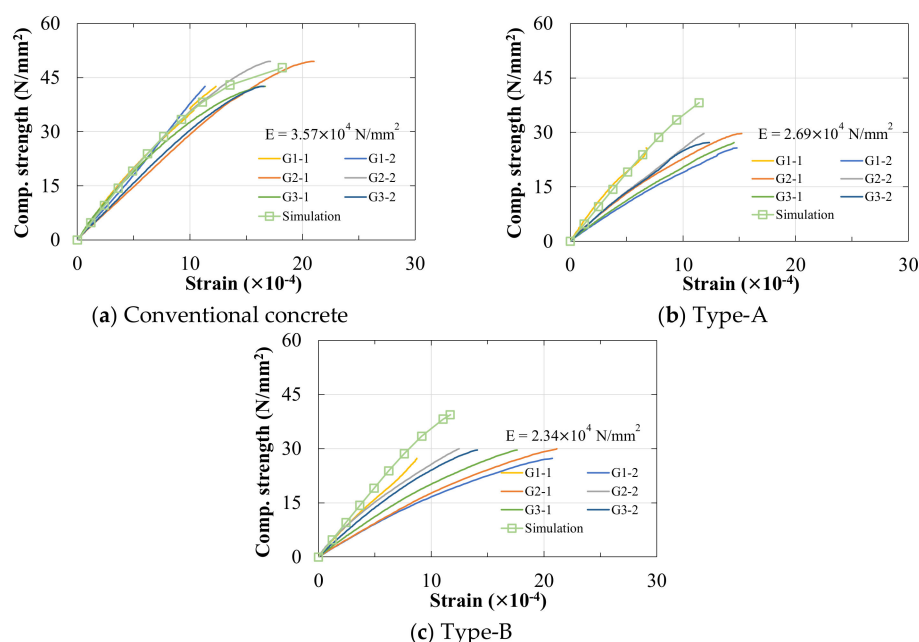 60
45
30
15
0
Comp. strength (N/mm²)
E = 3.57×10⁴ N/mm²
G1-1 G1-2
G2-1 G2-2
G3-1 G3-2
Simulation
0 10 20 30
Strain (×10⁻⁴)
(a) Conventional concrete
60
45
30
15
0
Comp. strength (N/mm²)
E = 2.69×10⁴ N/mm²
G1-1 G1-2
G2-1 G2-2
G3-1 G3-2
Simulation
0 10 20 30
Strain (×10⁻⁴)
(b) Type-A
60
45
30
15
0
Comp. strength (N/mm²)
E = 2.34×10⁴ N/mm²
G1-1 G1-2
G2-1 G2-2
G3-1 G3-2
Simulation
0 10 20 30
Strain (×10⁻⁴)
(c) Type-B